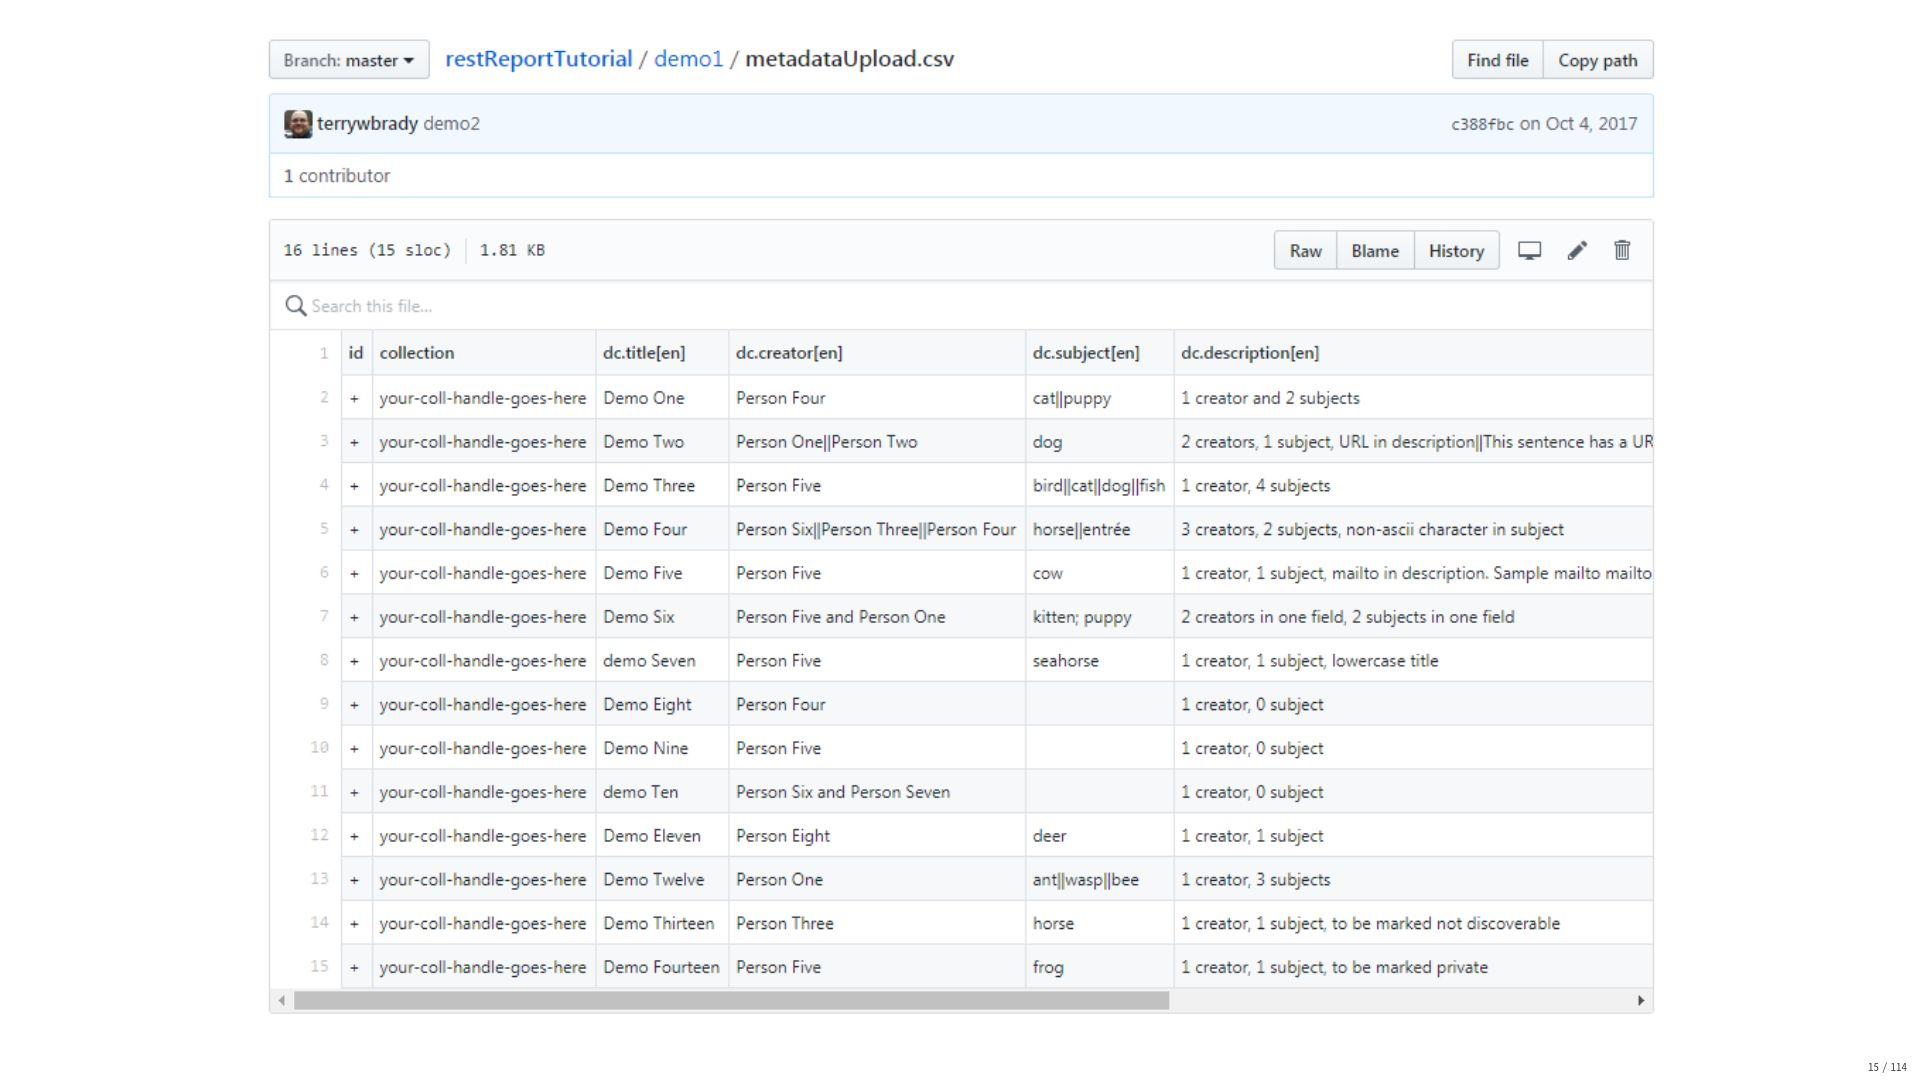 Branch: master restReportTutorial / demo1 / metadataUpload.csv Find file Copy path
terrywbrady demo2 c388fbc on Oct 4, 2017
1 contributor
16 lines (15 sloc) 1.81 KB Raw Blame History
Search this file...
1 id collection dc.title[en] dc.creator[en] dc.subject[en] dc.description[en]
2 + your-coll-handle-goes-here Demo One Person Four cat||puppy 1 creator and 2 subjects
3 + your-coll-handle-goes-here Demo Two Person One||Person Two dog 2 creators, 1 subject, URL in description||This sentence has a UR
4 + your-coll-handle-goes-here Demo Three Person Five bird||cat||dog||fish 1 creator, 4 subjects
5 + your-coll-handle-goes-here Demo Four Person Six||Person Three||Person Four horse||entrée 3 creators, 2 subjects, non-ascii character in subject
6 + your-coll-handle-goes-here Demo Five Person Five cow 1 creator, 1 subject, mailto in description. Sample mailto mailto
7 + your-coll-handle-goes-here Demo Six Person Five and Person One kitten; puppy 2 creators in one field, 2 subjects in one field
8 + your-coll-handle-goes-here demo Seven Person Five seahorse 1 creator, 1 subject, lowercase title
9 + your-coll-handle-goes-here Demo Eight Person Four 1 creator, 0 subject
10 + your-coll-handle-goes-here Demo Nine Person Five 1 creator, 0 subject
11 + your-coll-handle-goes-here demo Ten Person Six and Person Seven 1 creator, 0 subject
12 + your-coll-handle-goes-here Demo Eleven Person Eight deer 1 creator, 1 subject
13 + your-coll-handle-goes-here Demo Twelve Person One ant||wasp||bee 1 creator, 3 subjects
14 + your-coll-handle-goes-here Demo Thirteen Person Three horse 1 creator, 1 subject, to be marked not discoverable
15 + your-coll-handle-goes-here Demo Fourteen Person Five frog 1 creator, 1 subject, to be marked private
15 / 114